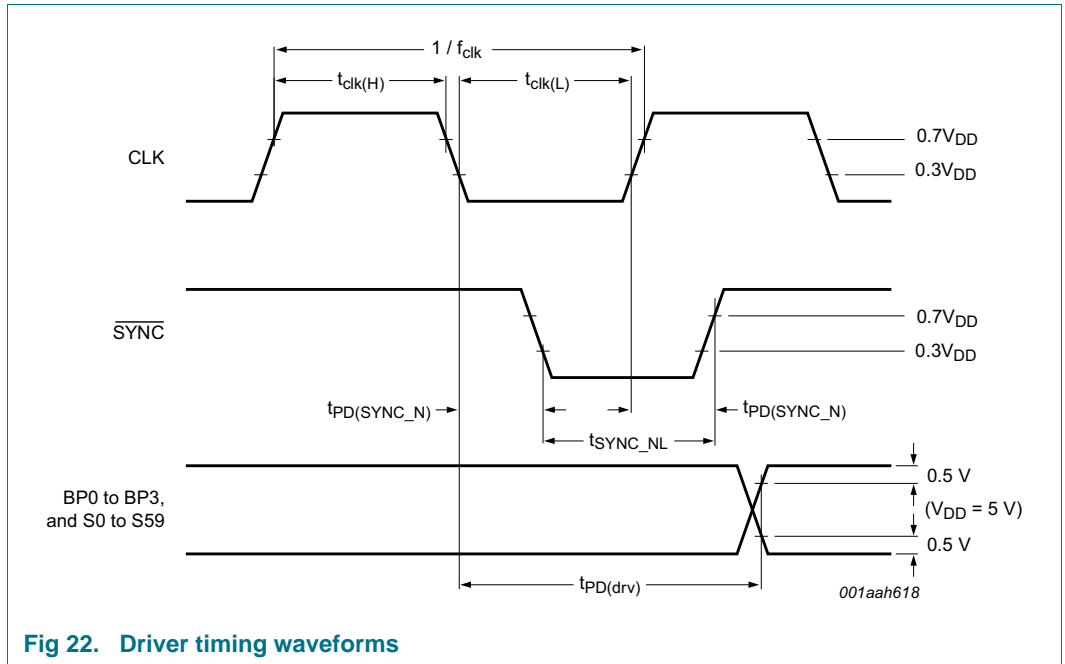 1 / fclk
tclk(H)
tclk(L)
CLK
0.7VDD
0.3VDD
SYNC
0.7VDD
0.3VDD
tPD(SYNC_N)
tPD(SYNC_N)
tSYNC_NL
BP0 to BP3,
and S0 to S59
0.5 V
(VDD = 5 V)
0.5 V
tPD(drv)
001aah618
Fig 22. Driver timing waveforms